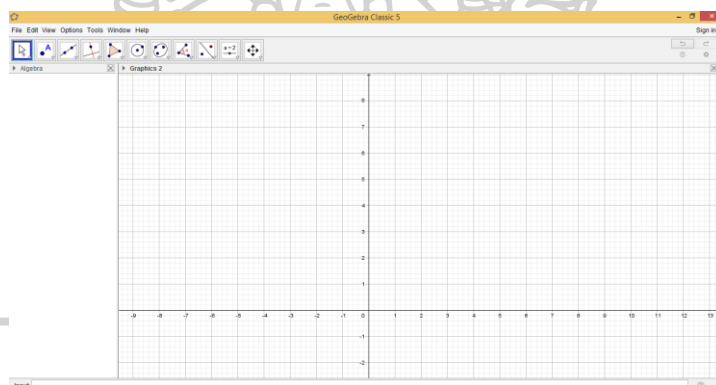 GeoGebra Classic 5
File Edit View Options Tools Window Help
Sign in
A
a=2
Algebra
Graphics 2
8
7
6
5
4
3
2
1
-9 -8 -7 -6 -5 -4 -3 -2 -1 0 1 2 3 4 5 6 7 8 9 10 11 12 13
-1
-2
Input